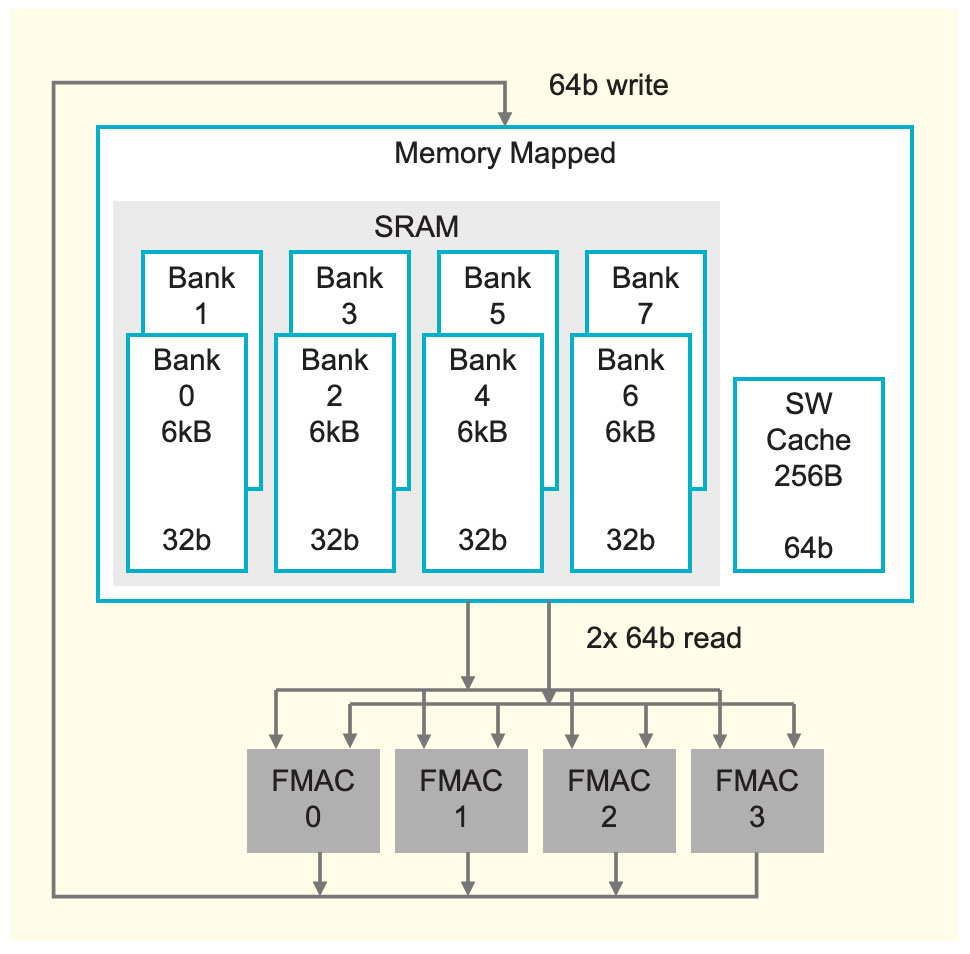 64b write
Memory Mapped
SRAM
Bank
1
Bank
3
Bank
5
Bank
7
Bank
0
6kB
32b
Bank
2
6kB
32b
Bank
4
6kB
32b
Bank
6
6kB
32b
SW
Cache
256B
64b
2x 64b read
FMAC
0
FMAC
1
FMAC
2
FMAC
3